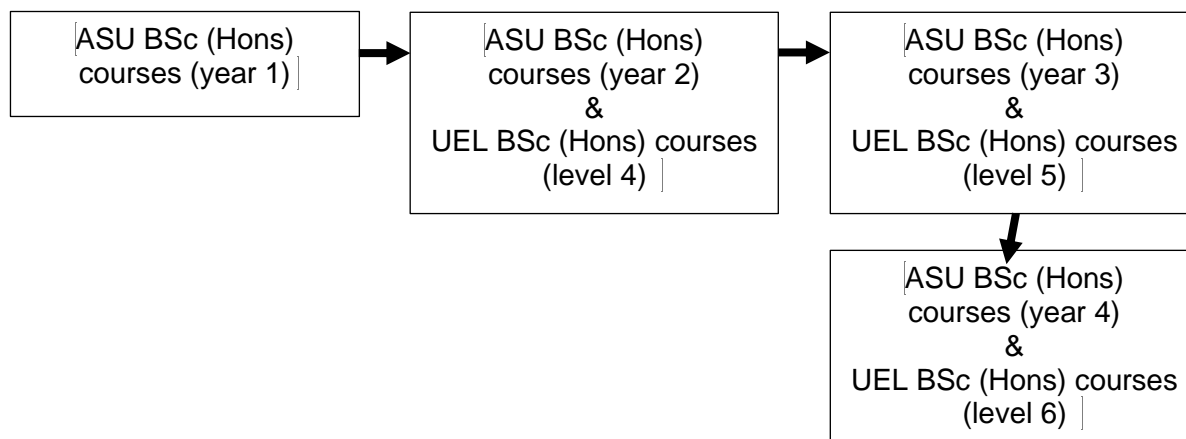 ASU BSc (Hons)
courses (year 1)
ASU BSc (Hons)
courses (year 2)
&
UEL BSc (Hons) courses
(level 4)
ASU BSc (Hons)
courses (year 3)
&
UEL BSc (Hons) courses
(level 5)
ASU BSc (Hons)
courses (year 4)
&
UEL BSc (Hons) courses
(level 6)